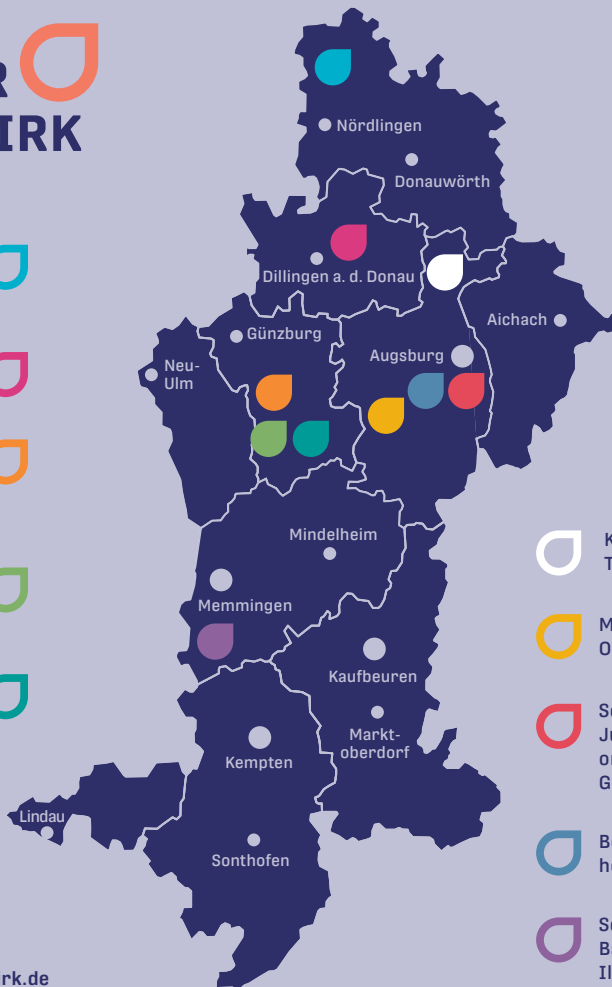 IRK
Nördlingen
Donauwörth
Dillingen a. d. Donau
Günzburg
Aichach
Augsburg
Neu-
Ulm
Mindelheim
Memmingen
Kaufbeuren
Markt-
oberdorf
Kempten
Lindau
Sonthofen
rk.de